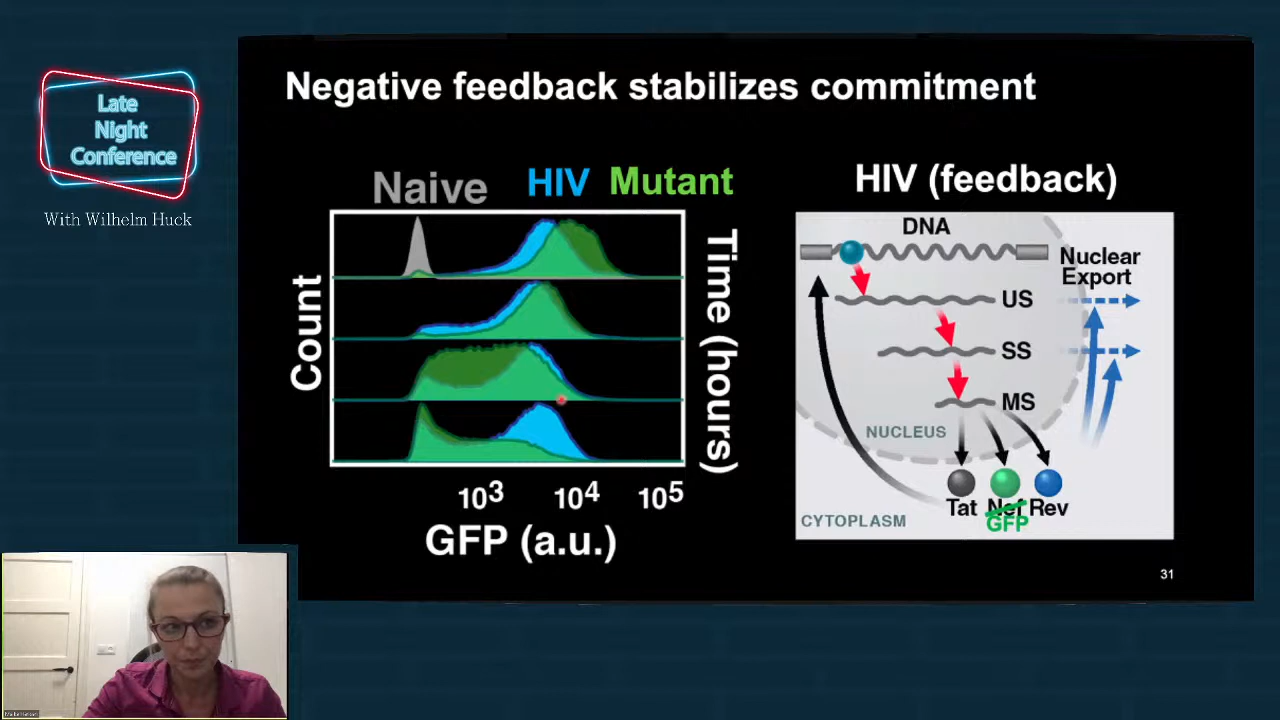 Late
Night
Conference
With Wilhelm Huck
Negative feedback stabilizes commitment
Naive HIV Mutant
Count
Time (hours)
10³ 10⁴ 10⁵
GFP (a.u.)
HIV (feedback)
DNA
Nuclear
Export
US
SS
MS
NUCLEUS
Tat Nef Rev
GFP
CYTOPLASM
31